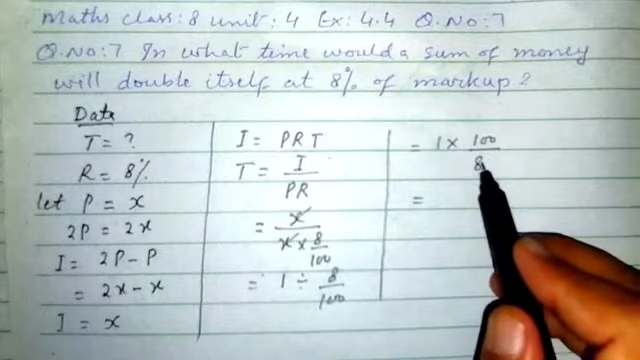 Maths class: 8 unit: 4 Ex: 4.4 Q.No: 7
Q.No: 7 In what time would a sum of money
will double itself at 8% of markup?
Data
T = ?
R = 8%
let P = x
2P = 2x
I = 2P - P
= 2x - x
I = x
I = PRT
T = I / PR
= x / x × 8/100
= 1 ÷ 8/100
= 1 × 100/8
=